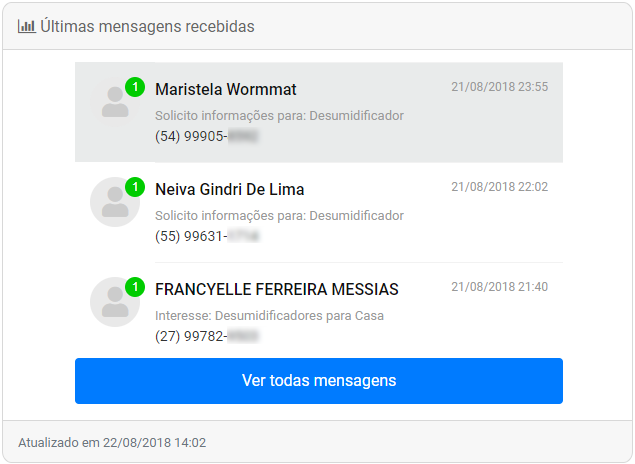 Últimas mensagens recebidas
1
Maristela Wormmat
21/08/2018 23:55
Solicito informações para: Desumidificador
(54) 99905-
1
Neiva Gindri De Lima
21/08/2018 22:02
Solicito informações para: Desumidificador
(55) 99631-
1
FRANCYELLE FERREIRA MESSIAS
21/08/2018 21:40
Interesse: Desumidificadores para Casa
(27) 99782-
Ver todas mensagens
Atualizado em 22/08/2018 14:02